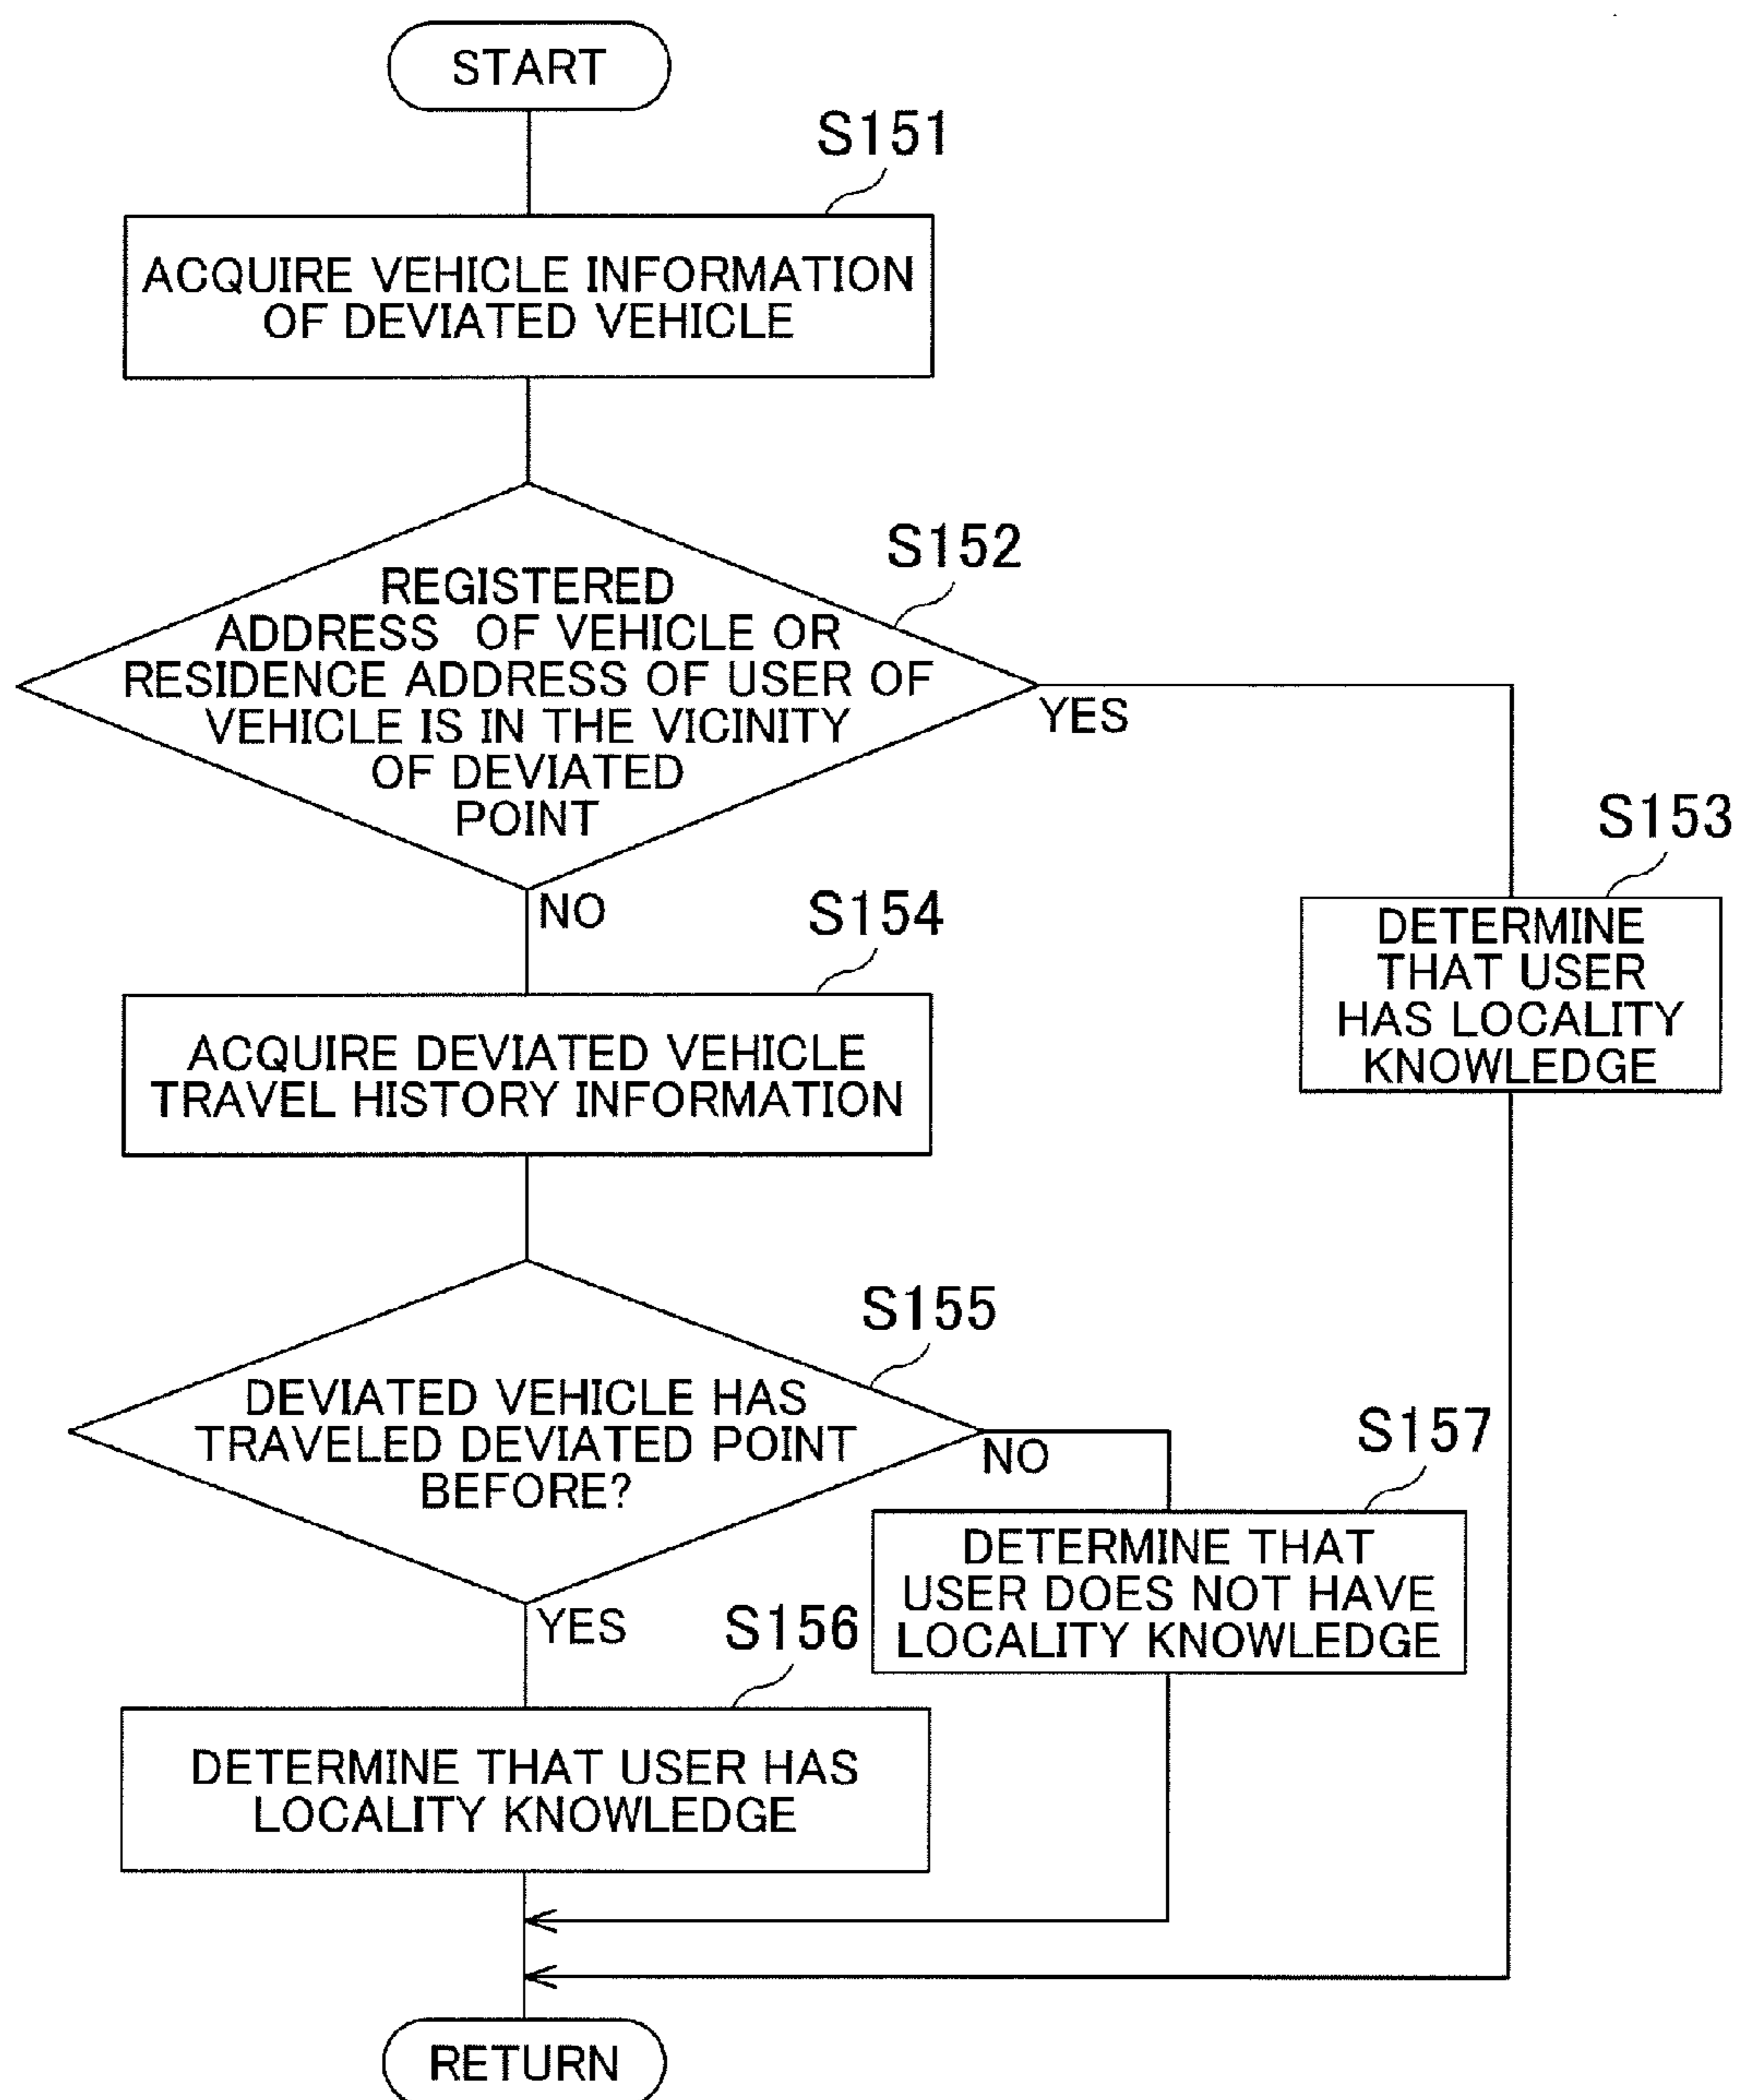 START
S151
ACQUIRE VEHICLE INFORMATION
OF DEVIATED VEHICLE
S152
REGISTERED
ADDRESS OF VEHICLE OR
RESIDENCE ADDRESS OF USER OF
VEHICLE IS IN THE VICINITY
OF DEVIATED
POINT
YES
NO
S153
DETERMINE
THAT USER
HAS LOCALITY
KNOWLEDGE
S154
ACQUIRE DEVIATED VEHICLE
TRAVEL HISTORY INFORMATION
S155
DEVIATED VEHICLE HAS
TRAVELED DEVIATED POINT
BEFORE?
NO
YES
S157
DETERMINE THAT
USER DOES NOT HAVE
LOCALITY KNOWLEDGE
S156
DETERMINE THAT USER HAS
LOCALITY KNOWLEDGE
RETURN